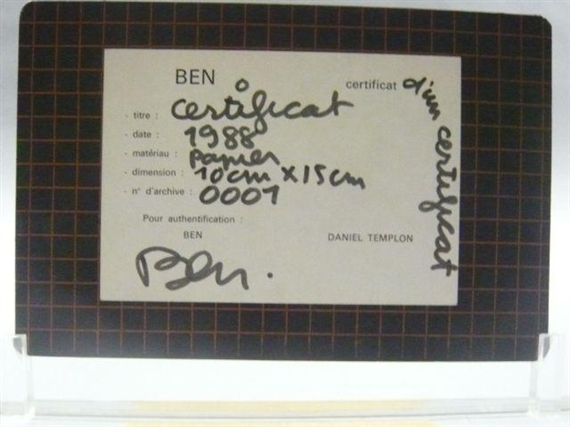 BEN
certificat d'un certificat
· titre : certificat
· date : 1988
· matériau : papier
· dimension : 10cm x 15cm
· n° d'archive : 0001
Pour authentification :
BEN DANIEL TEMPLON
Ben.